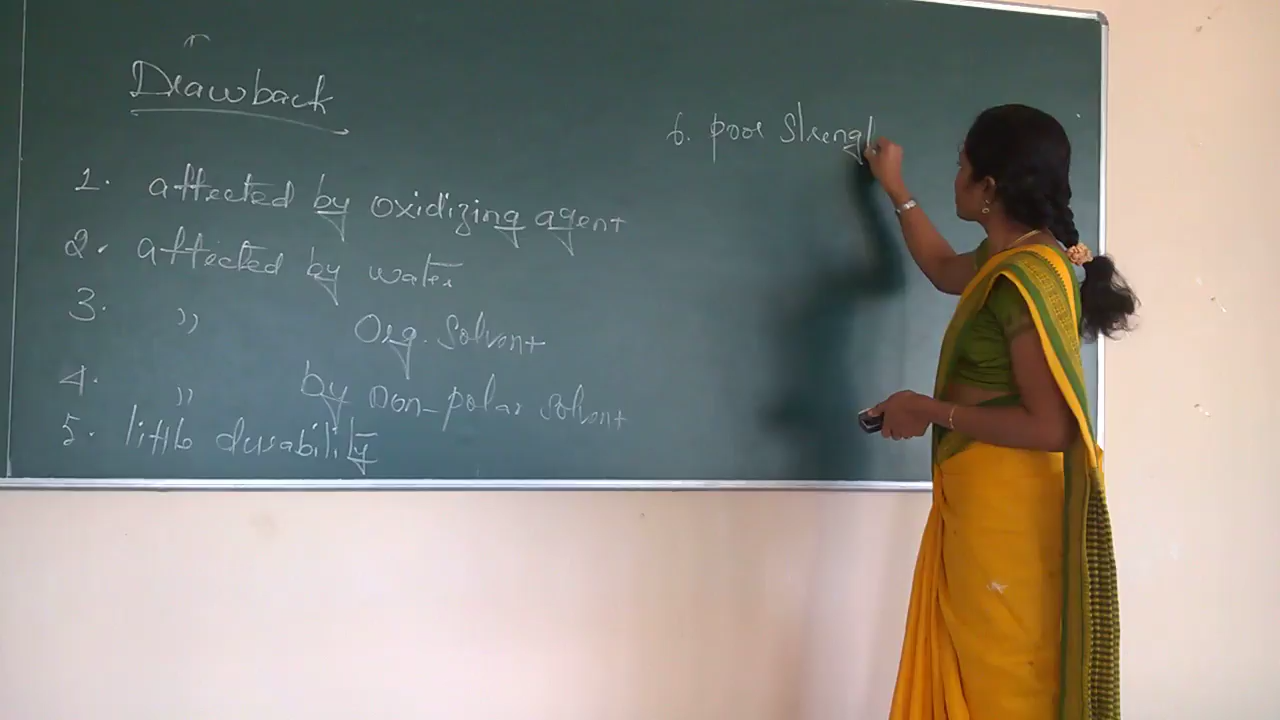 Drawback
1. affected by oxidizing agent
2. affected by water
3. " Org. Solvent
4. " by non-polar solvent
5. little durability
6. poor Strengt